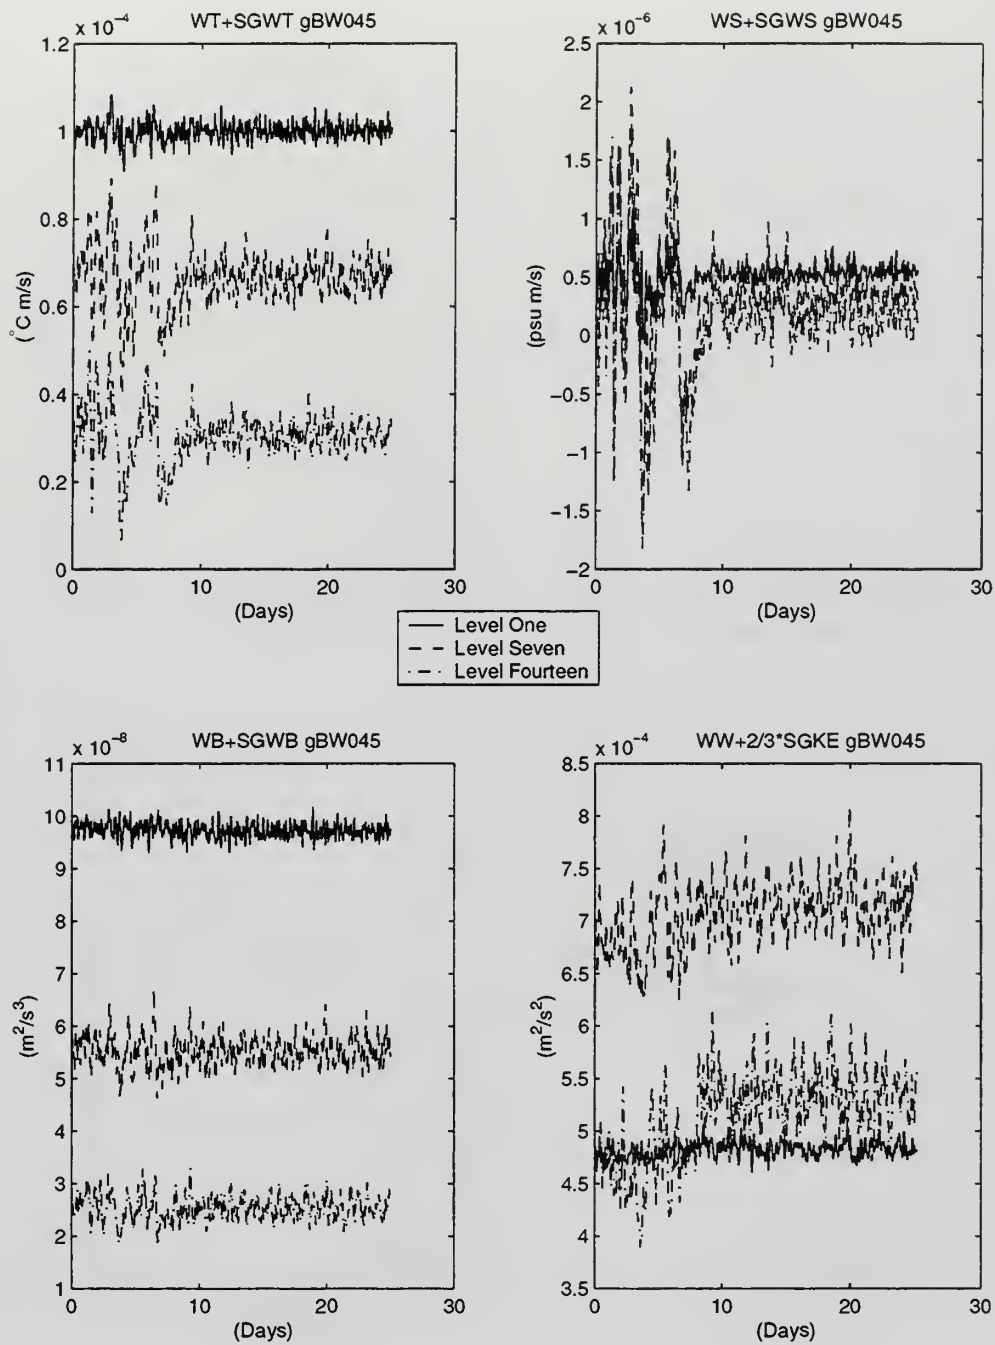 WT+SGWT gBW045
x 10⁻⁴
1.2
1
0.8
0.6
0.4
0.2
0
(°C m/s)
0 10 20 30
(Days)
WS+SGWS gBW045
x 10⁻⁶
2.5
2
1.5
1
0.5
0
−0.5
−1
−1.5
−2
(psu m/s)
0 10 20 30
(Days)
Level One
Level Seven
Level Fourteen
WB+SGWB gBW045
x 10⁻⁸
11
10
9
8
7
6
5
4
3
2
1
(m²/s³)
0 10 20 30
(Days)
WW+2/3*SGKE gBW045
x 10⁻⁴
8.5
8
7.5
7
6.5
6
5.5
5
4.5
4
3.5
(m²/s²)
0 10 20 30
(Days)